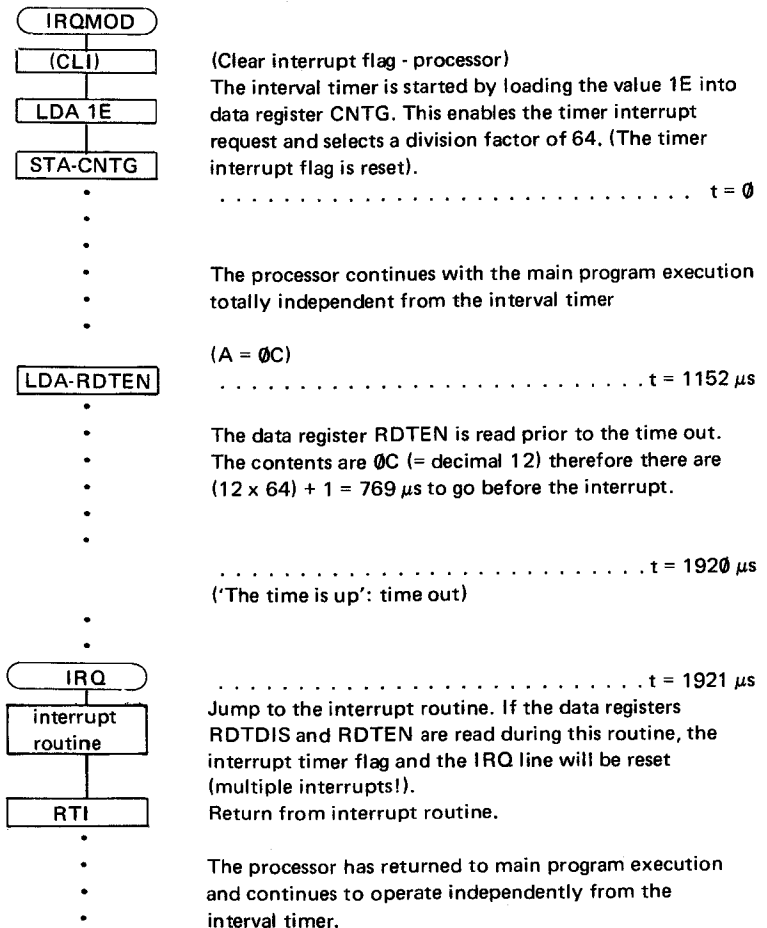 IRQMOD
(CLI)
(Clear interrupt flag - processor)
The interval timer is started by loading the value 1E into
LDA 1E
data register CNTG. This enables the timer interrupt
request and selects a division factor of 64. (The timer
STA-CNTG
interrupt flag is reset).
. . . . . . . . . . . . . . . . . . . . . . . . . . . . . . t = Ø
The processor continues with the main program execution
totally independent from the interval timer
(A = ØC)
LDA-RDTEN
. . . . . . . . . . . . . . . . . . . . . . . . . . . t = 1152 µs
The data register RDTEN is read prior to the time out.
The contents are ØC (= decimal 12) therefore there are
(12 x 64) + 1 = 769 µs to go before the interrupt.
. . . . . . . . . . . . . . . . . . . . . . . . . . . t = 192Ø µs
('The time is up': time out)
IRQ
. . . . . . . . . . . . . . . . . . . . . . . . . . . t = 1921 µs
Jump to the interrupt routine. If the data registers
interrupt
routine
RDTDIS and RDTEN are read during this routine, the
interrupt timer flag and the IRQ line will be reset
(multiple interrupts!).
RTI
Return from interrupt routine.
The processor has returned to main program execution
and continues to operate independently from the
interval timer.